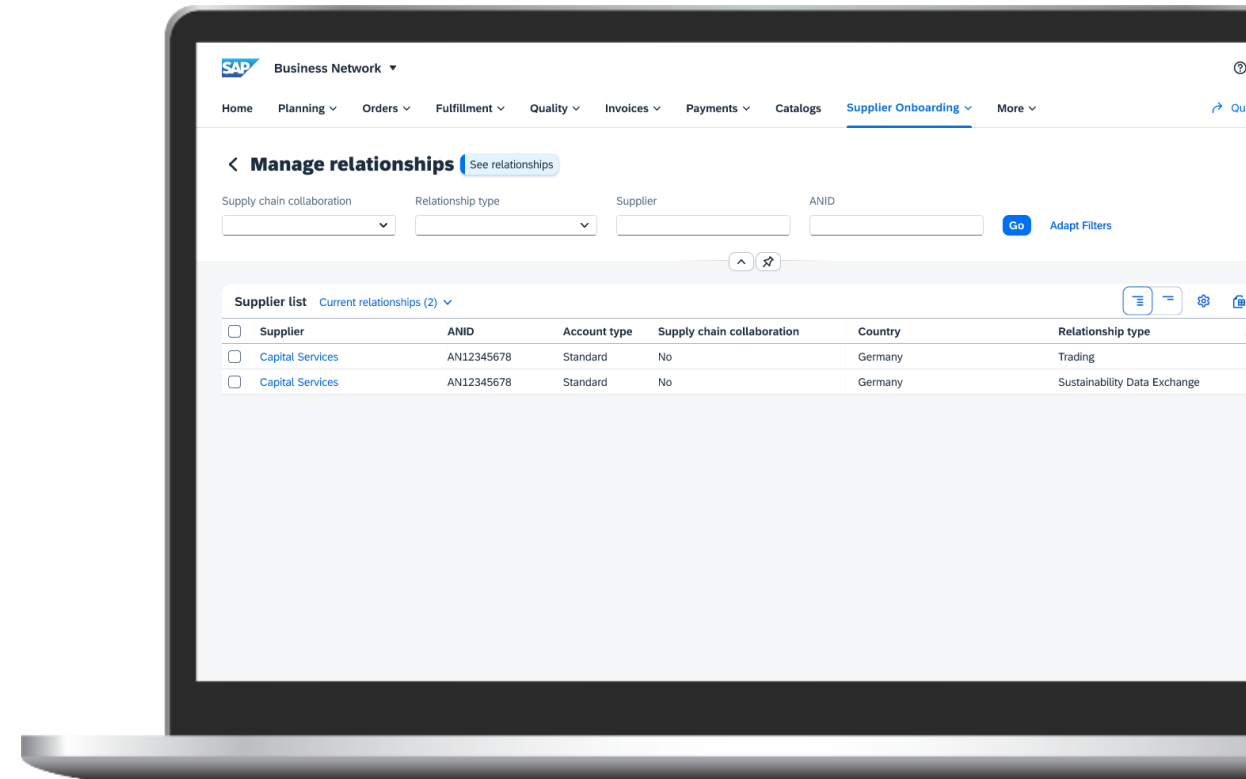 SAP Business Network
Home Planning Orders Fulfillment Quality Invoices Payments Catalogs Supplier Onboarding More
Manage relationships See relationships
Supply chain collaboration Relationship type Supplier ANID
Go Adapt Filters
Supplier list Current relationships (2)
Supplier ANID Account type Supply chain collaboration Country Relationship type
Capital Services AN12345678 Standard No Germany Trading
Capital Services AN12345678 Standard No Germany Sustainability Data Exchange